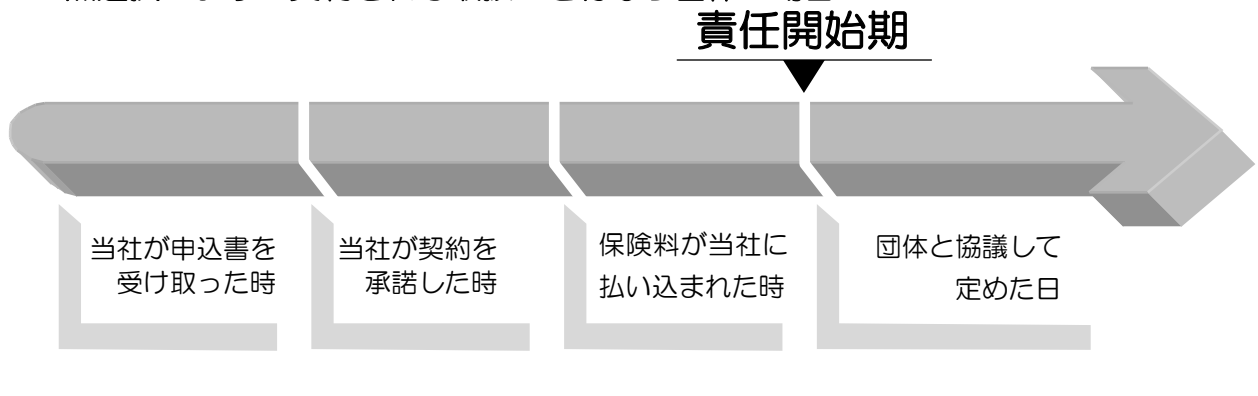 責任開始期
当社が申込書を
受け取った時
当社が契約を
承諾した時
保険料が当社に
払い込まれた時
団体と協議して
定めた日